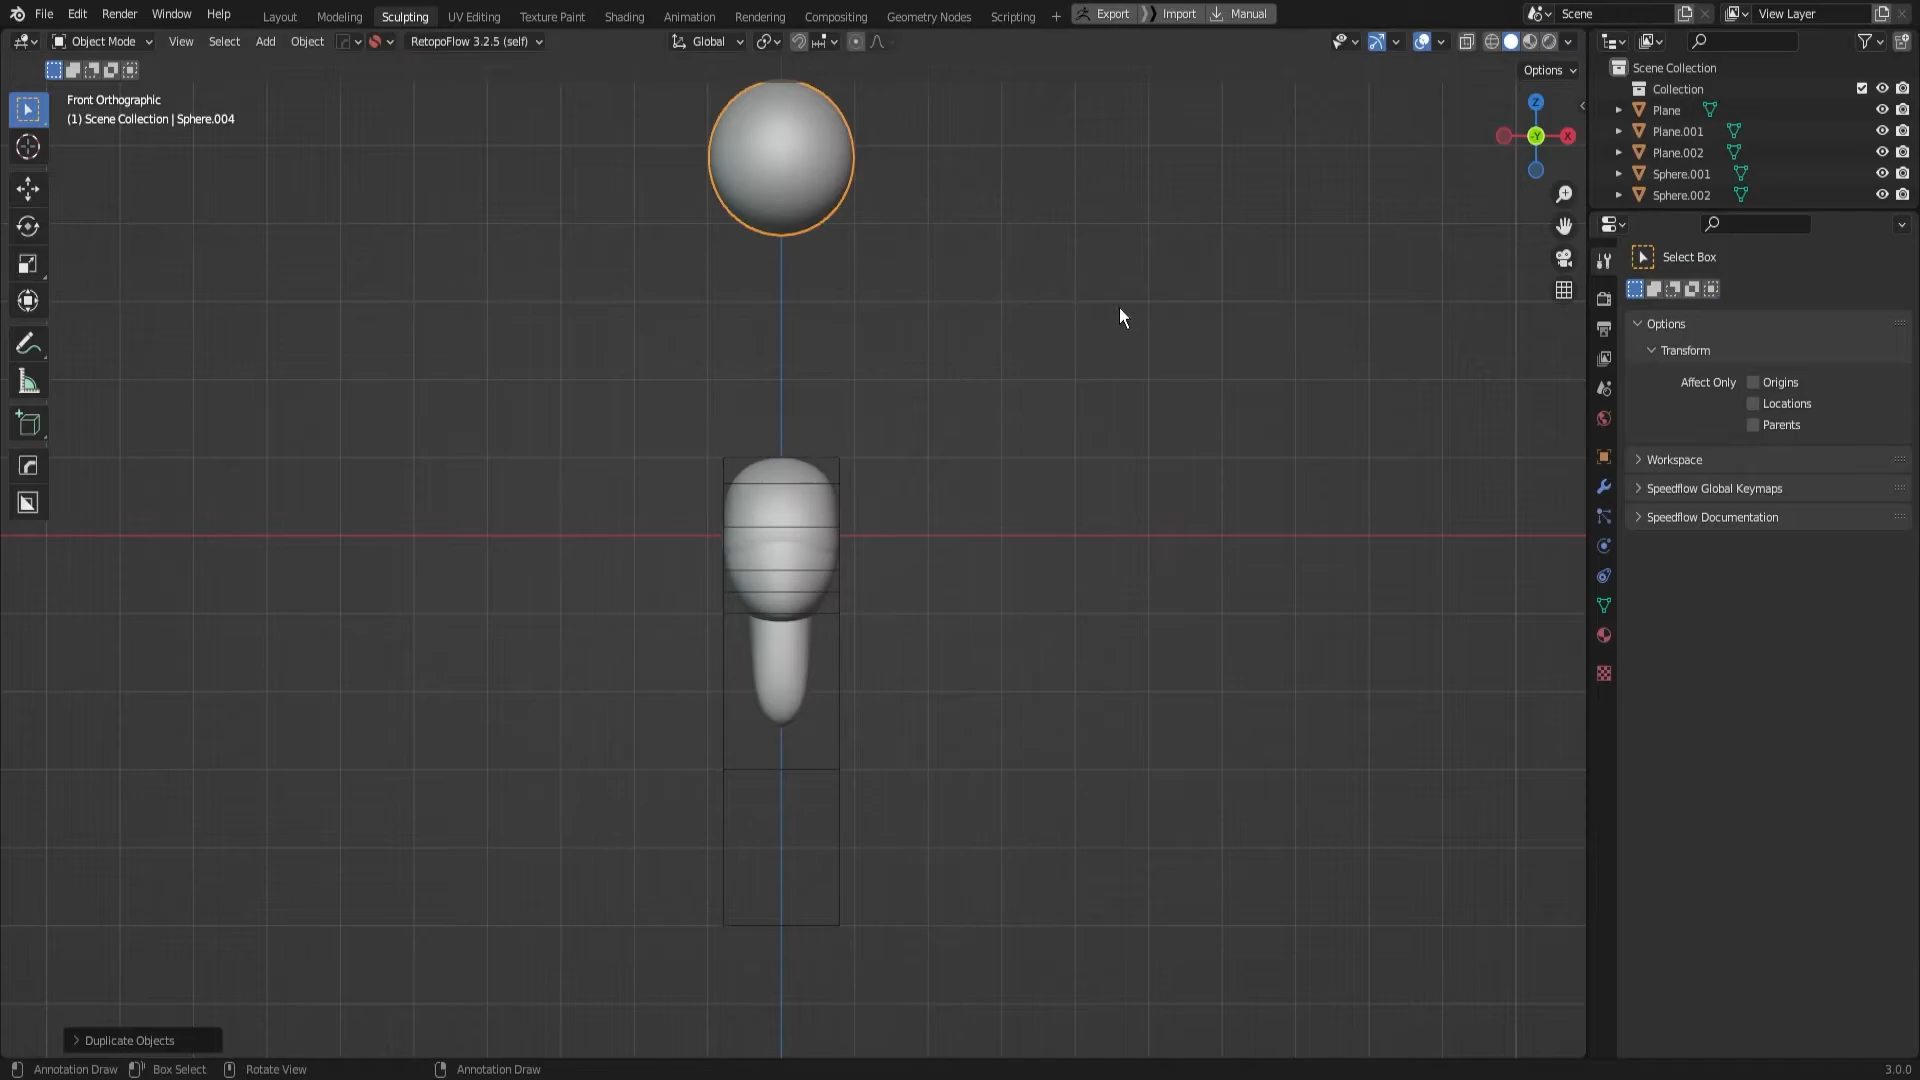 File Edit Render Window Help Layout Modeling Sculpting UV Editing Texture Paint Shading Animation Rendering Compositing Geometry Nodes Scripting + Export Import Manual Scene View Layer
Object Mode View Select Add Object RetopoFlow 3.2.5 (self) Global
Options
Front Orthographic
(1) Scene Collection | Sphere.004
Z
-Y
X
Scene Collection
Collection
Plane
Plane.001
Plane.002
Sphere.001
Sphere.002
Select Box
Options
Transform
Affect Only Origins
Locations
Parents
Workspace
Speedflow Global Keymaps
Speedflow Documentation
Duplicate Objects
Annotation Draw Box Select Rotate View Annotation Draw 3.0.0